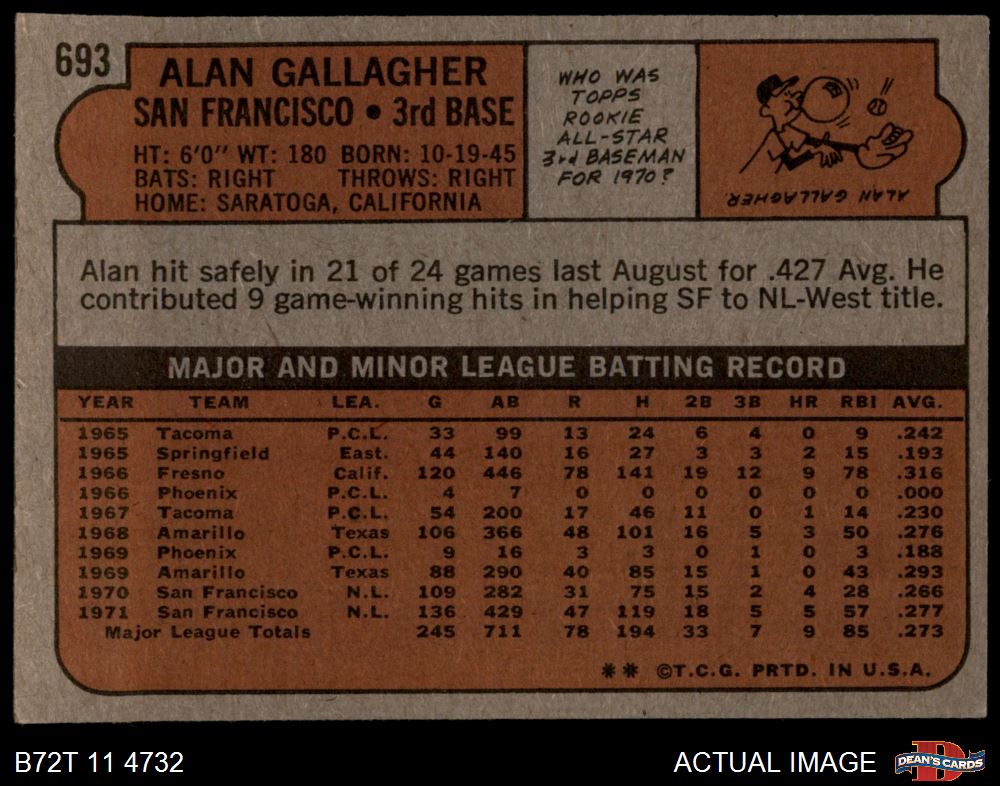 693
ALAN GALLAGHER
SAN FRANCISCO • 3rd BASE
HT: 6'0" WT: 180 BORN: 10-19-45
BATS: RIGHT THROWS: RIGHT
HOME: SARATOGA, CALIFORNIA
WHO WAS
TOPPS
ROOKIE
ALL-STAR
3rd BASEMAN
FOR 1970?
ALAN GALLAGHER.
Alan hit safely in 21 of 24 games last August for .427 Avg. He
contributed 9 game-winning hits in helping SF to NL-West title.
MAJOR AND MINOR LEAGUE BATTING RECORD
YEAR TEAM LEA. G AB R H 2B 3B HR RBI AVG.
1965 Tacoma P.C.L. 33 99 13 24 6 4 0 9 .242
1965 Springfield East. 44 140 16 27 3 3 2 15 .193
1966 Fresno Calif. 120 446 78 141 19 12 9 78 .316
1966 Phoenix P.C.L. 4 7 0 0 0 0 0 0 .000
1967 Tacoma P.C.L. 54 200 17 46 11 0 1 14 .230
1968 Amarillo Texas 106 366 48 101 16 5 3 50 .276
1969 Phoenix P.C.L. 9 16 3 3 0 1 0 3 .188
1969 Amarillo Texas 88 290 40 85 15 1 0 43 .293
1970 San Francisco N.L. 109 282 31 75 15 2 4 28 .266
1971 San Francisco N.L. 136 429 47 119 18 5 5 57 .277
Major League Totals 245 711 78 194 33 7 9 85 .273
** ©T.C.G. PRTD. IN U.S.A.
B72T 11 4732
ACTUAL IMAGE
D
DEAN'S CARDS